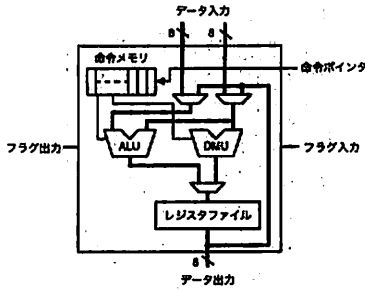 データ入力
8 8
命令メモリ
命令ポインタ
フラグ出力
ALU
DMU
フラグ入力
レジスタファイル
8
データ出力